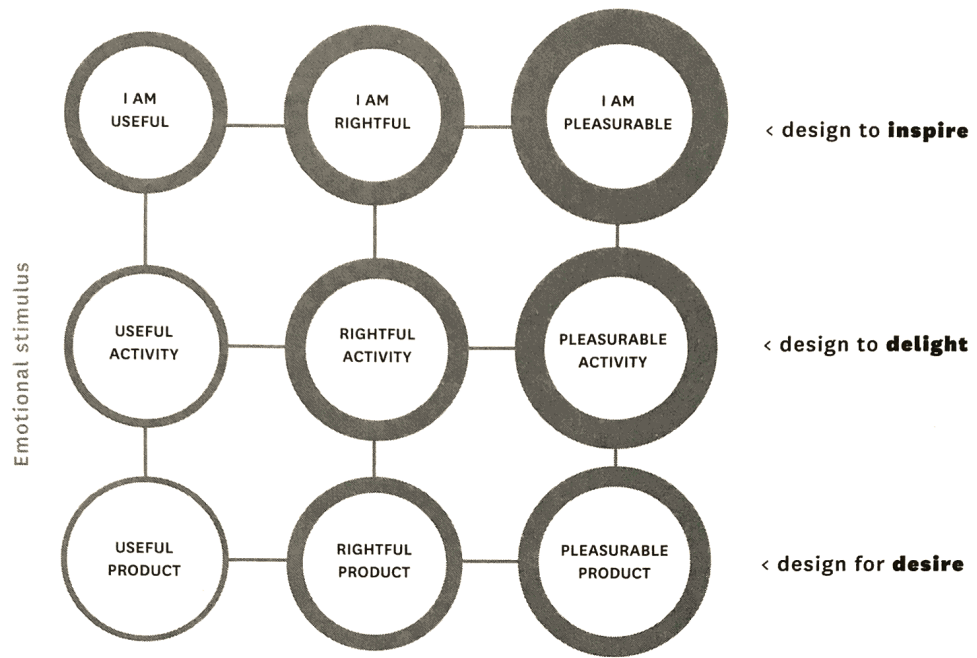 I AM
USEFUL
I AM
RIGHTFUL
I AM
PLEASURABLE
< design to inspire
Emotional stimulus
USEFUL
ACTIVITY
RIGHTFUL
ACTIVITY
PLEASURABLE
ACTIVITY
< design to delight
USEFUL
PRODUCT
RIGHTFUL
PRODUCT
PLEASURABLE
PRODUCT
< design for desire